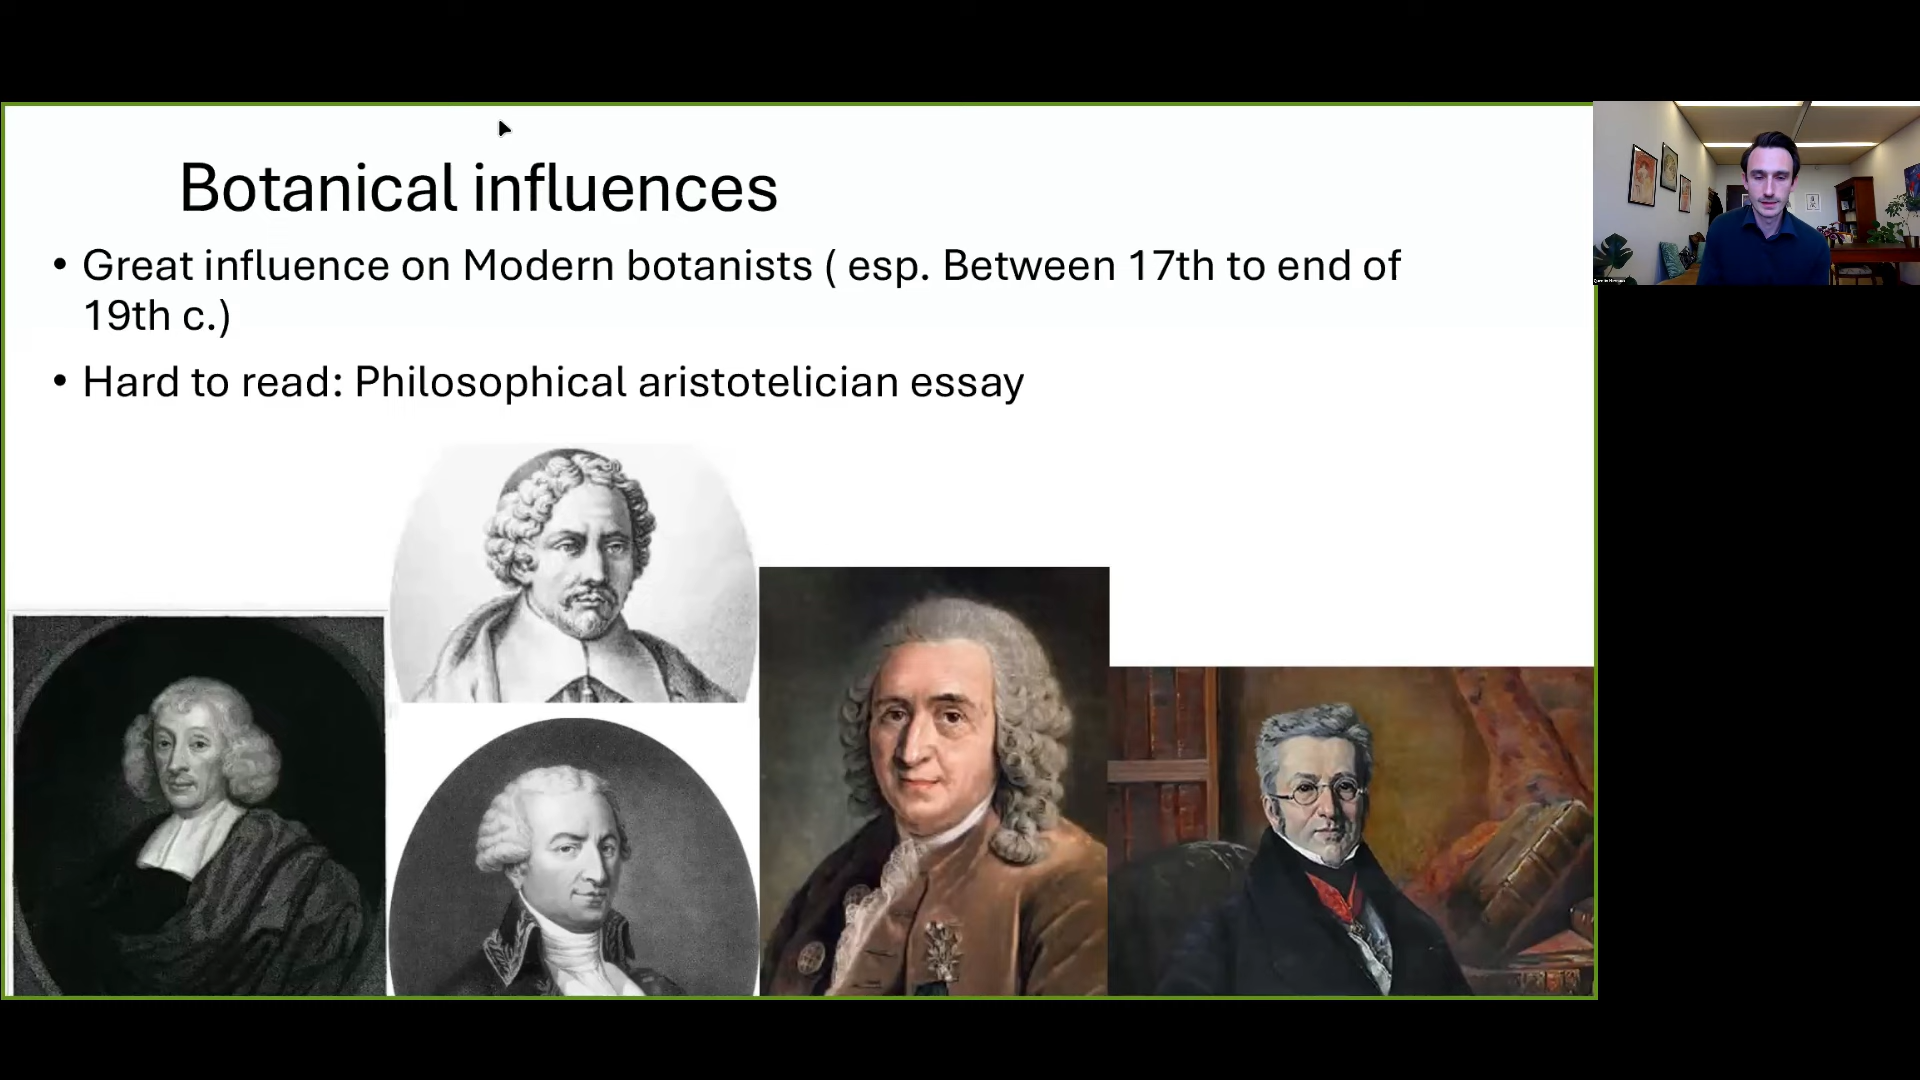 Botanical influences
• Great influence on Modern botanists ( esp. Between 17th to end of
19th c.)
• Hard to read: Philosophical aristotelician essay